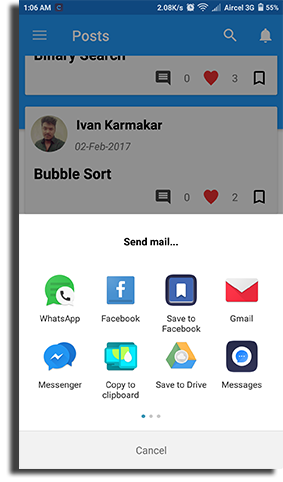 1:06 AM C 2.08K/s Aircel 3G 55%
Posts
Binary Search
0 3
Ivan Karmakar
02-Feb-2017
Bubble Sort
0 2
Send mail...
WhatsApp Facebook Save to Facebook Gmail
Messenger Copy to clipboard Save to Drive Messages
Cancel